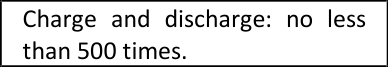 Charge and discharge: no less
than 500 times.